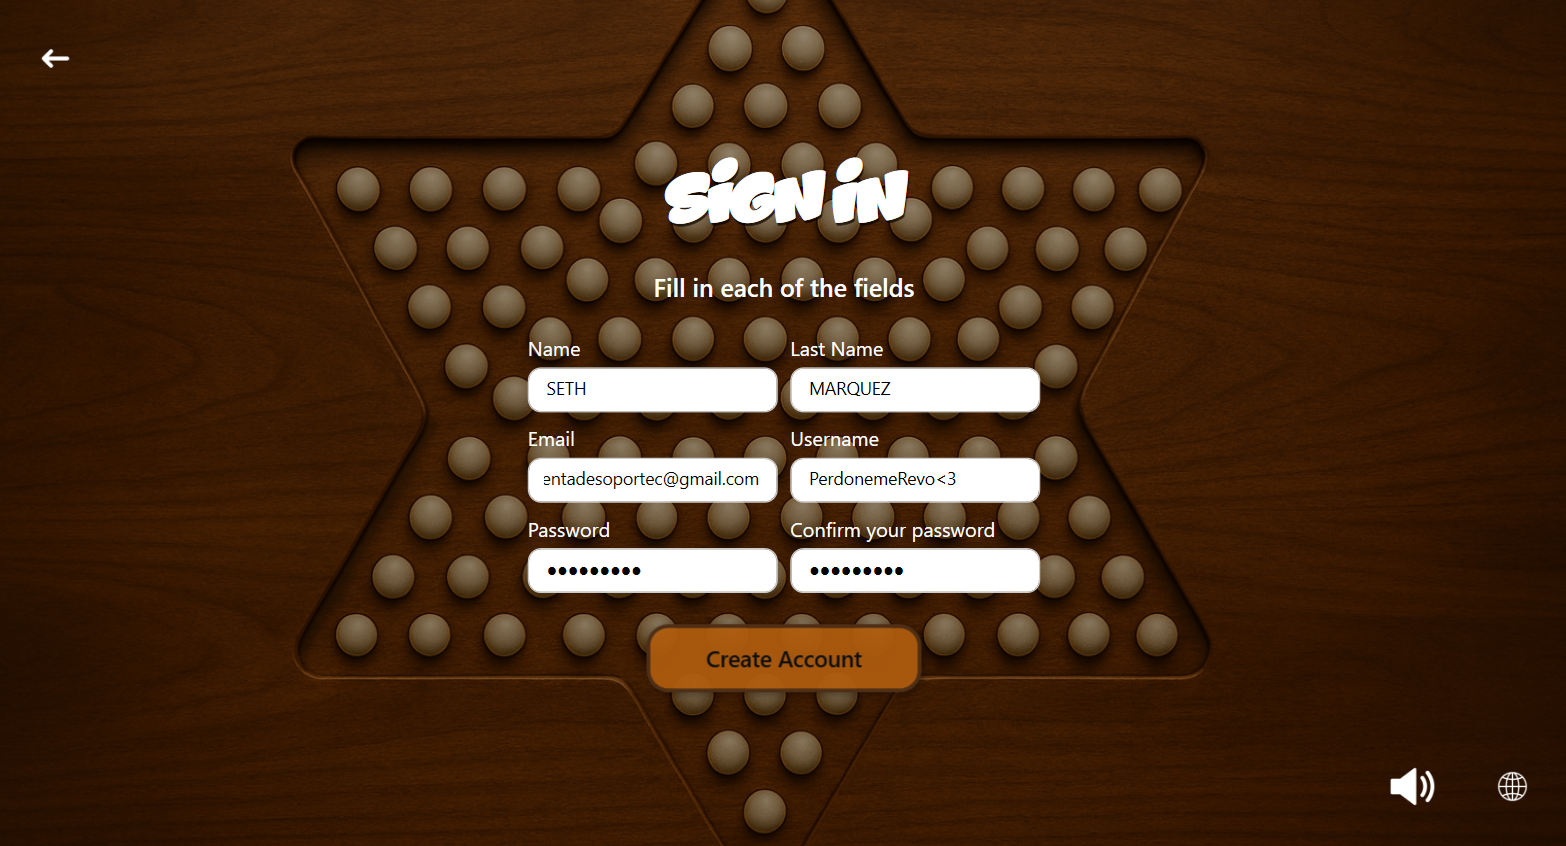 SIGN IN
Fill in each of the fields
Name Last Name
SETH MARQUEZ
Email Username
entadesoportec@gmail.com PerdonemeRevo<3
Password Confirm your password
••••••••• •••••••••
Create Account